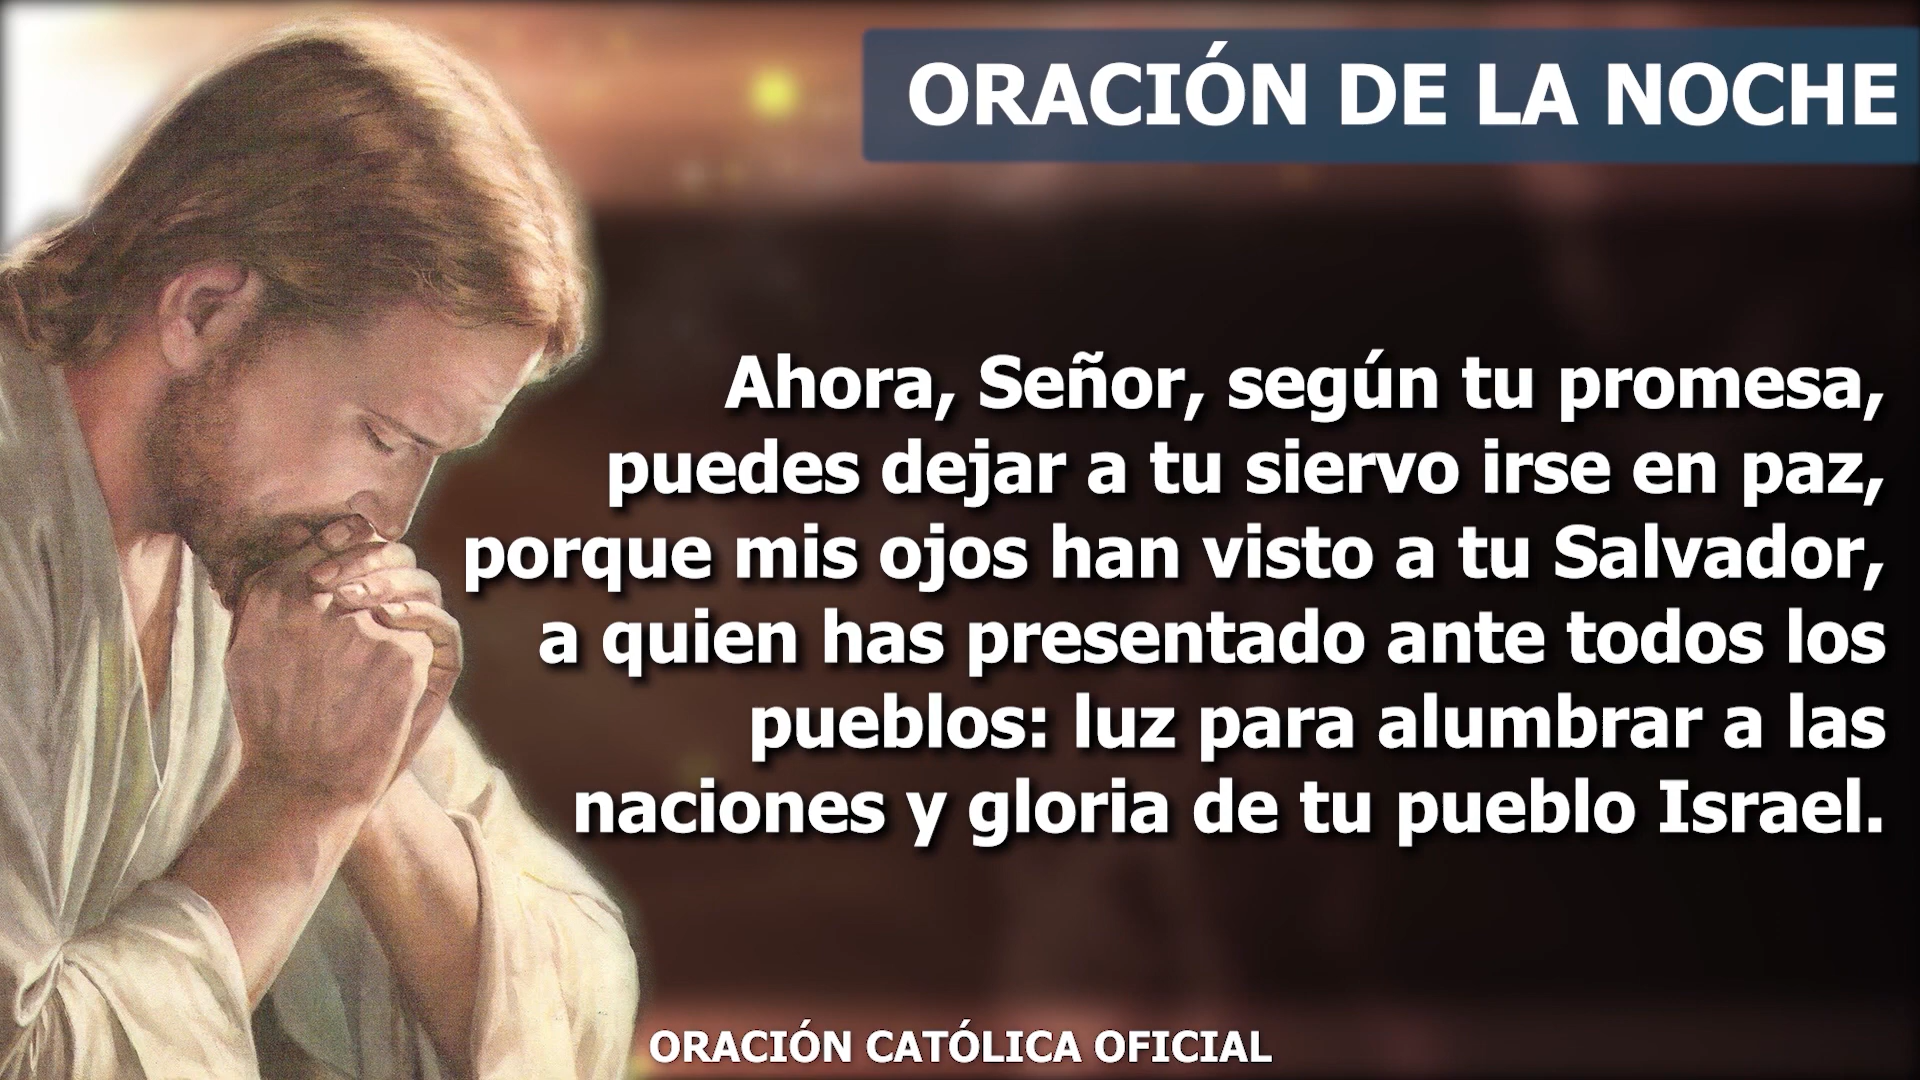 ORACIÓN DE LA NOCHE
Ahora, Señor, según tu promesa,
puedes dejar a tu siervo irse en paz,
porque mis ojos han visto a tu Salvador,
a quien has presentado ante todos los
pueblos: luz para alumbrar a las
naciones y gloria de tu pueblo Israel.
ORACIÓN CATÓLICA OFICIAL